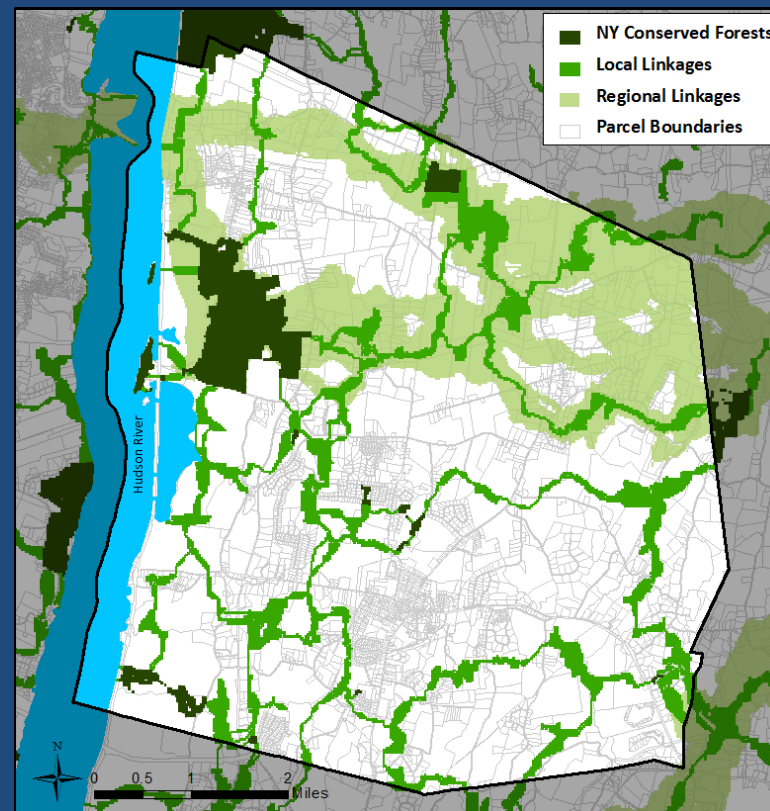 NY Conserved Forests
Local Linkages
Regional Linkages
Parcel Boundaries
Hudson River
N
0 0.5 1 2
Miles